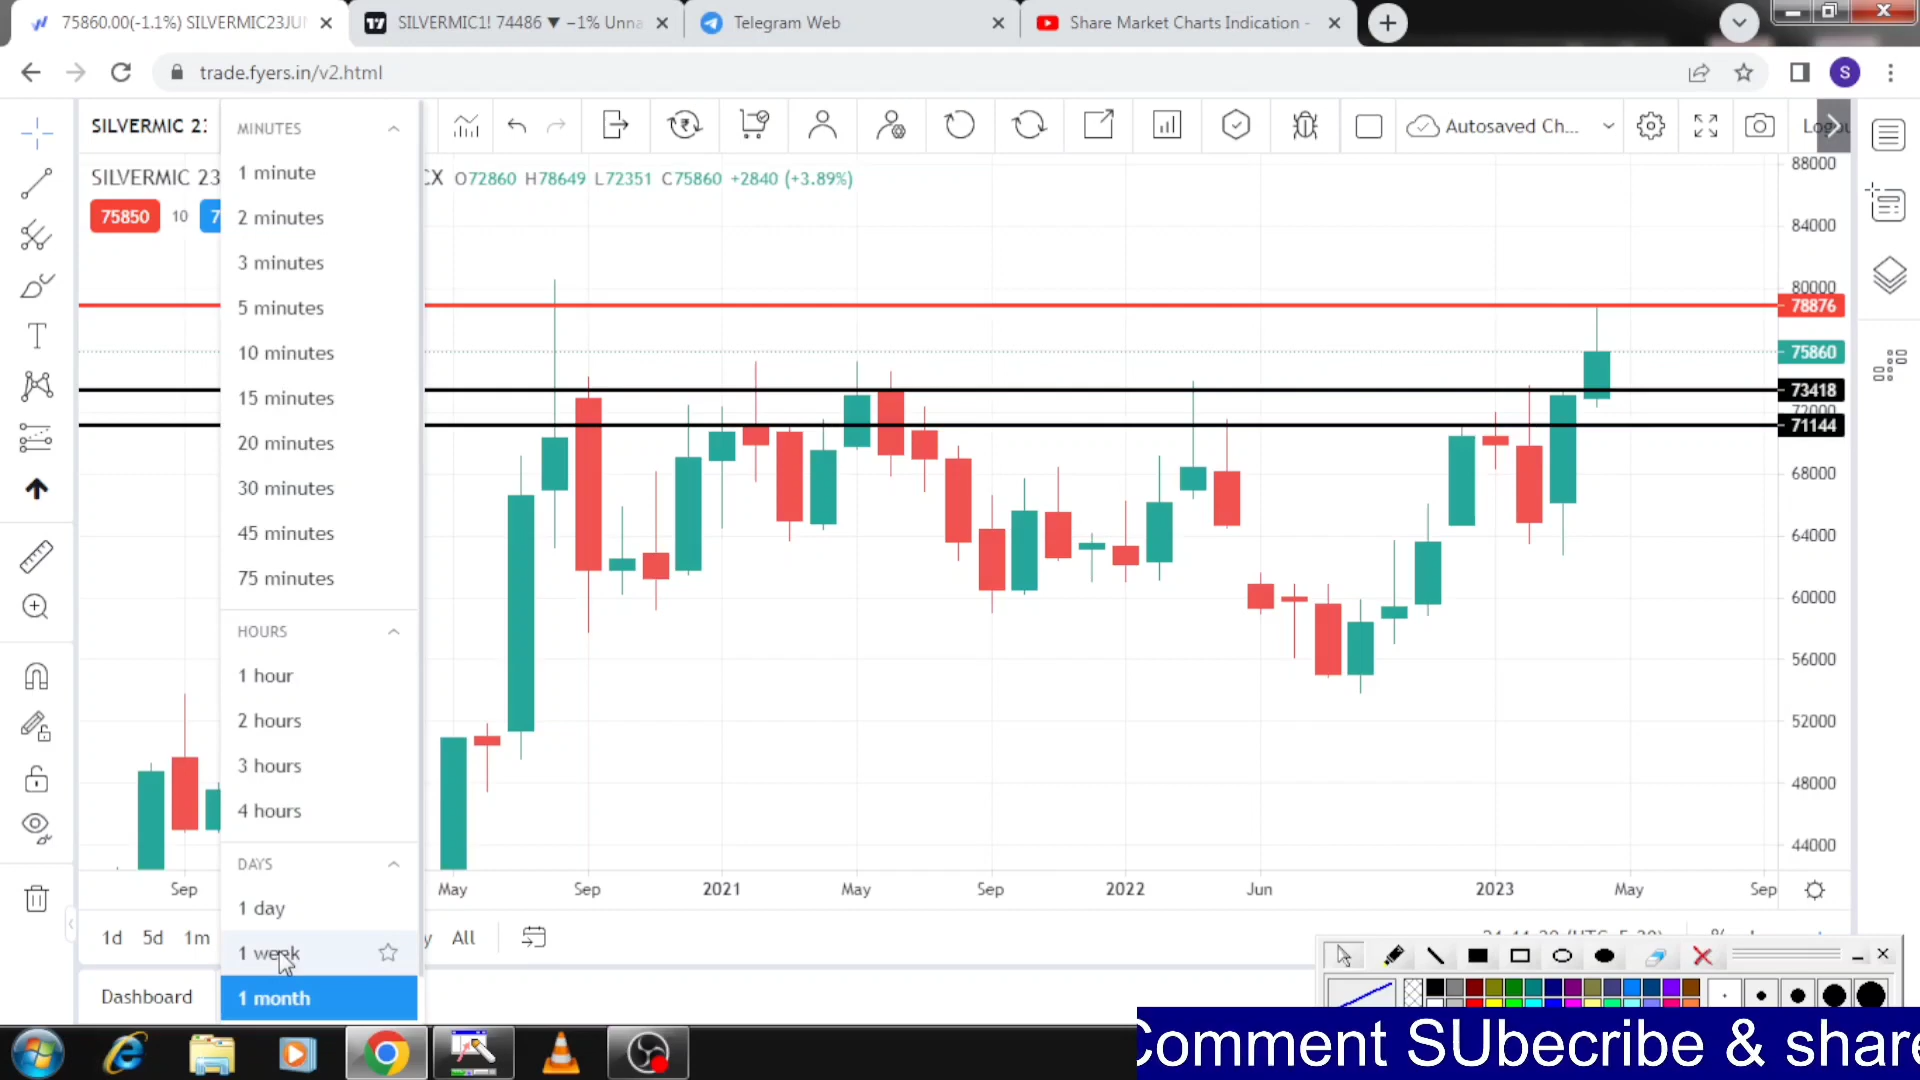 75860.00(-1.1%) SILVERMIC23JU
SILVERMIC1! 74486 ▼ −1% Unna
Telegram Web
Share Market Charts Indication -
trade.fyers.in/v2.html
S
SILVERMIC 23
Autosaved Ch...
SILVERMIC 23
CX O72860 H78649 L72351 C75860 +2840 (+3.89%)
75850 10 7
MINUTES
1 minute
2 minutes
3 minutes
5 minutes
10 minutes
15 minutes
20 minutes
30 minutes
45 minutes
75 minutes
HOURS
1 hour
2 hours
3 hours
4 hours
DAYS
1 day
1 week
1 month
88000
84000
80000
78876
75860
73418
72000
71144
68000
64000
60000
56000
52000
48000
44000
Sep May Sep 2021 May Sep 2022 Jun 2023 May Sep
1d 5d 1m y All
Dashboard
Comment SUbecribe & share